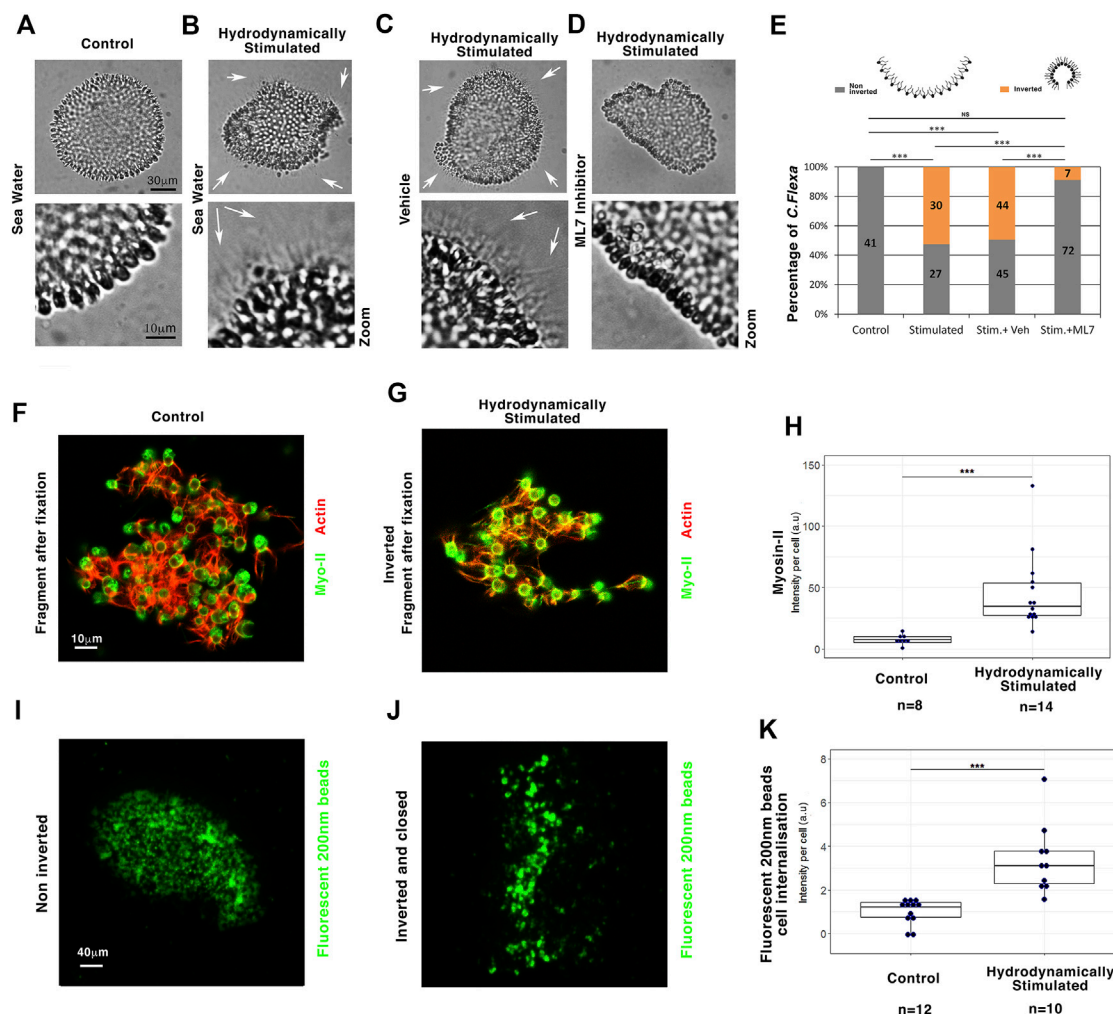 A
Control
Sea Water
30μm
10μm
B
Hydrodynamically
Stimulated
Sea Water
Zoom
C
Hydrodynamically
Stimulated
Vehicle
D
Hydrodynamically
Stimulated
ML7 Inhibitor
Zoom
E
Non
inverted
Inverted
NS
***
***
***
***
Percentage of C.Flexa
100%
80%
60%
40%
20%
0%
41
30
27
44
45
7
72
Control
Stimulated
Stim.+ Veh
Stim.+ML7
F
Control
Fragment after fixation
10μm
Myo-II Actin
G
Hydrodynamically
Stimulated
Inverted
Fragment after fixation
Myo-II Actin
H
Myosin-II
Intensity per cell (a.u)
150
100
50
0
***
Control
Hydrodynamically
Stimulated
n=8
n=14
I
Non inverted
40μm
Fluorescent 200nm beads
J
Inverted and closed
Fluorescent 200nm beads
K
Fluorescent 200nm beads
cell internalisation
Intensity per cell (a.u)
8
6
4
2
0
***
Control
Hydrodynamically
Stimulated
n=12
n=10